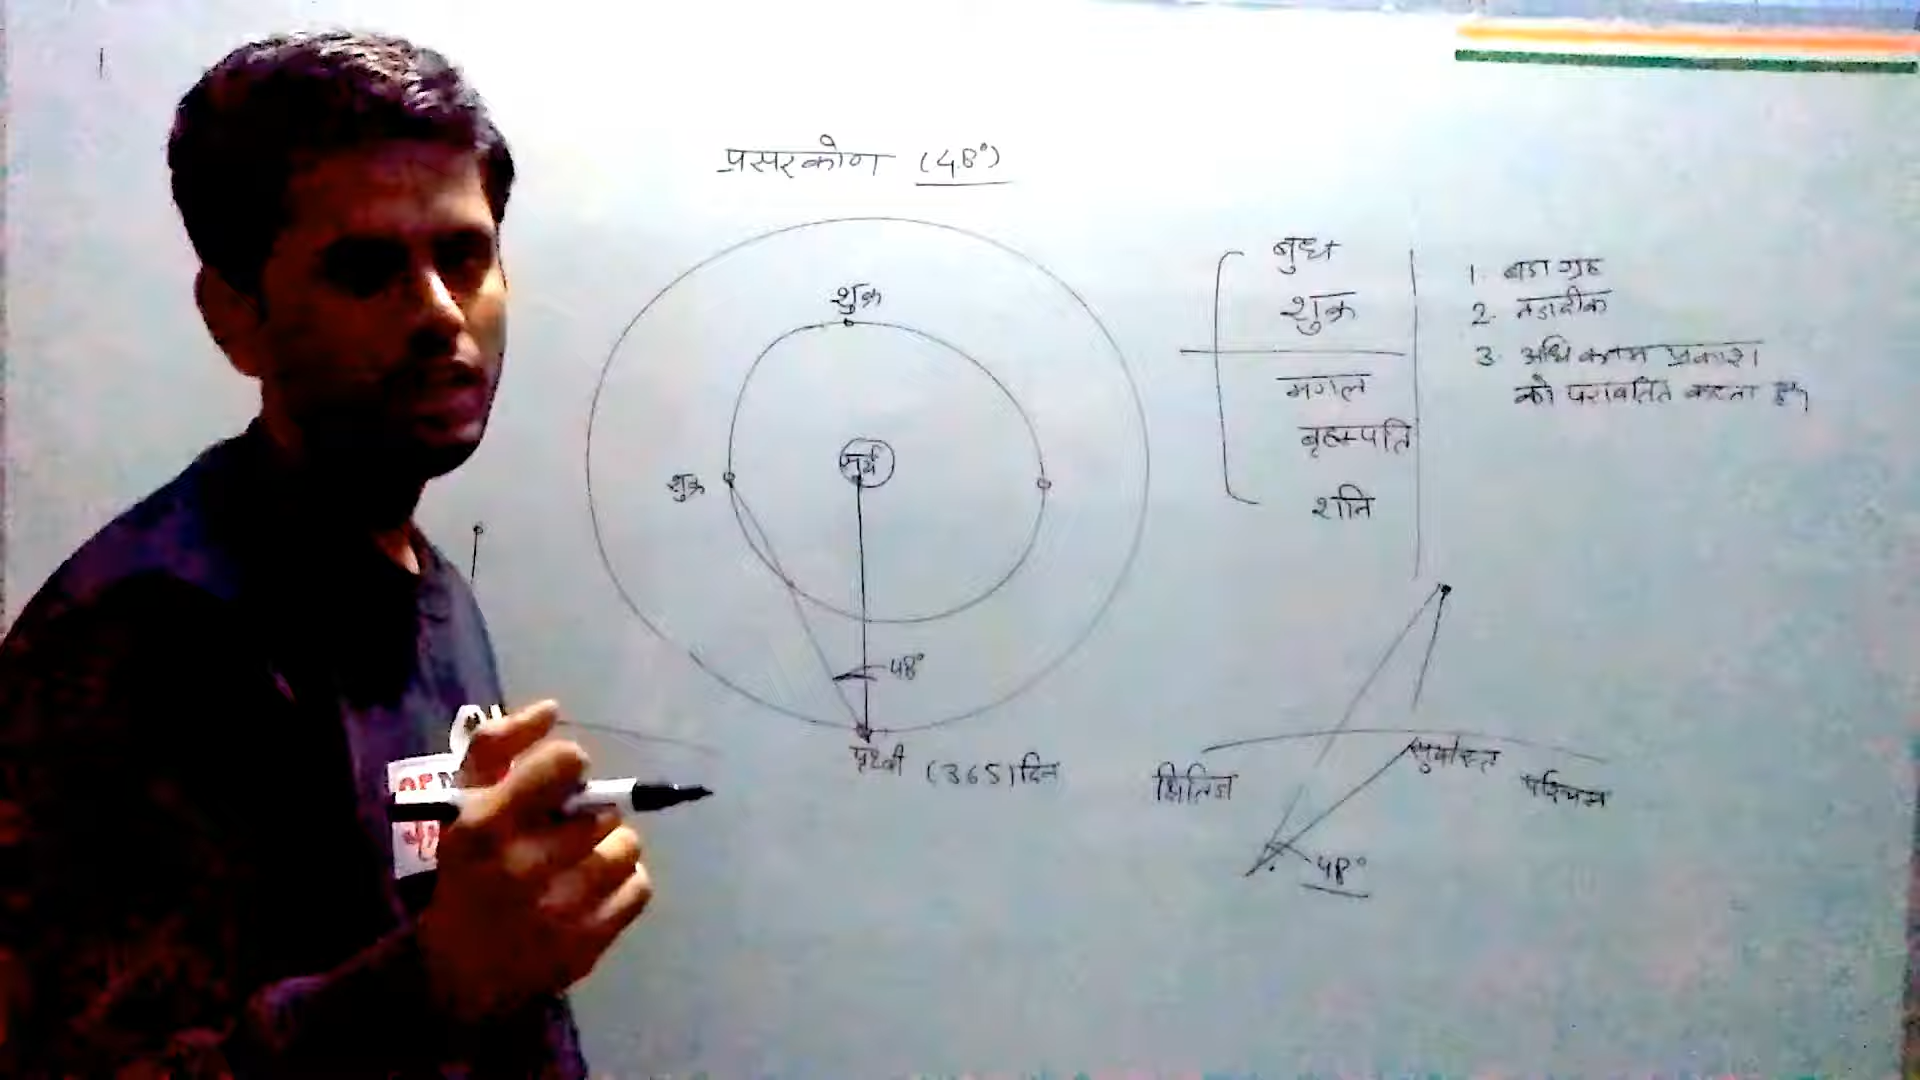 प्रसरकोण (48°)
शुक्र
शुक्र
सुर्य
48°
पृथ्वी (365) दिन
बुध
शुक्र
मंगल
बृहस्पति
शनि
1. बडा ग्रह
2. नजदीक
3. अधिकतम प्रकाश
को परावर्तित करता है।
क्षितिज
सुर्यास्त
पश्चिम
48°